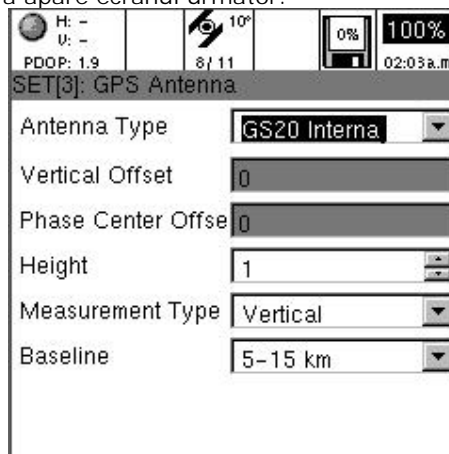 a apare ecranul următor:
H: -
V: -
10°
0%
100%
PDOP: 1.9
8/ 11
02:03a.m
SET[3]: GPS Antenna
Antenna Type
GS20 Interna
Vertical Offset
0
Phase Center Offse
0
Height
1
Measurement Type
Vertical
Baseline
5-15 km